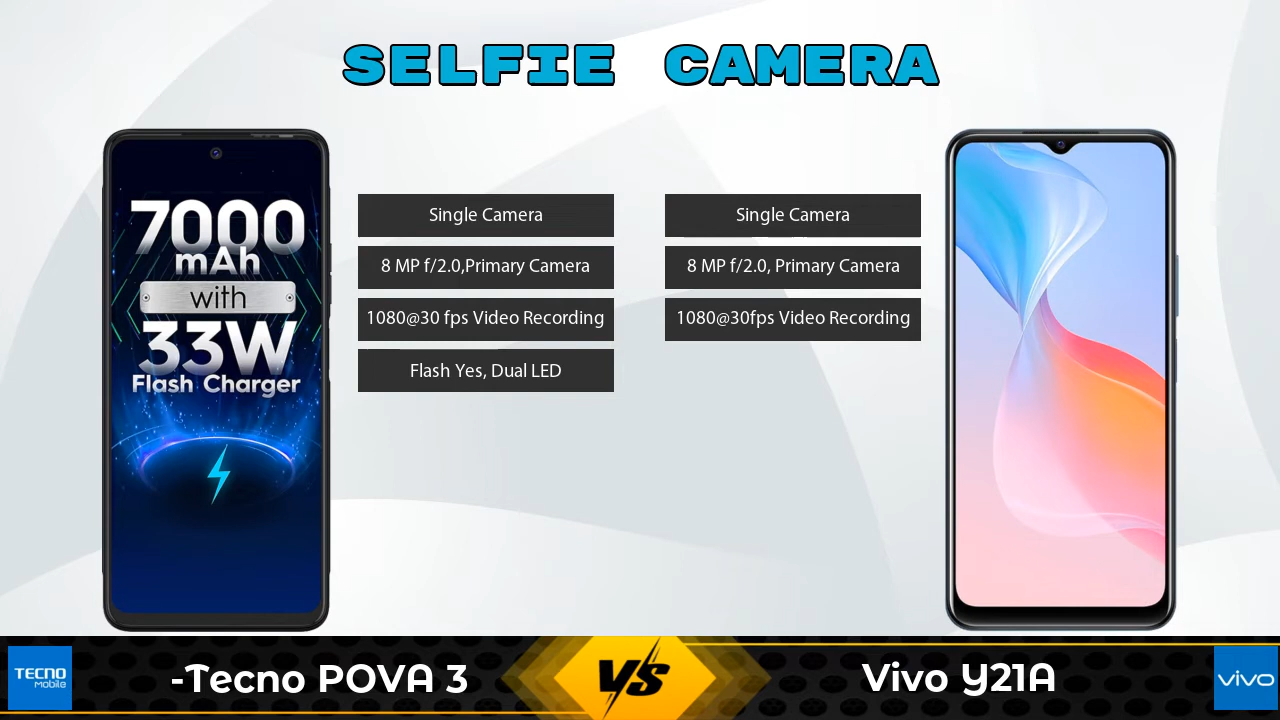 SELFIE CAMERA
7000
mAh
with
33W
Flash Charger
Single Camera
8 MP f/2.0,Primary Camera
1080@30 fps Video Recording
Flash Yes, Dual LED
Single Camera
8 MP f/2.0, Primary Camera
1080@30fps Video Recording
TECNO
Mobile
-Tecno POVA 3
VS
Vivo Y21A
vivo